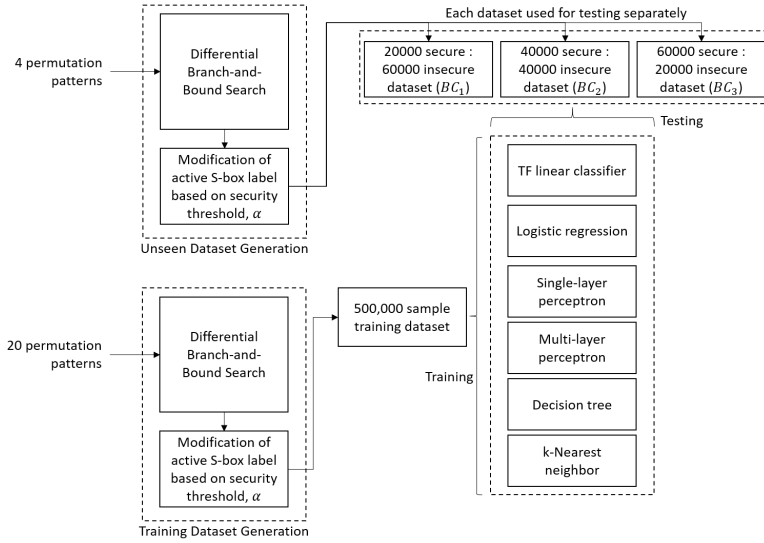 Each dataset used for testing separately
4 permutation
patterns
Differential
Branch-and-
Bound Search
Modification of
active S-box label
based on security
threshold, α
Unseen Dataset Generation
20000 secure :
60000 insecure
dataset (BC₁)
40000 secure :
40000 insecure
dataset (BC₂)
60000 secure :
20000 insecure
dataset (BC₃)
Testing
20 permutation
patterns
Differential
Branch-and-
Bound Search
Modification of
active S-box label
based on security
threshold, α
Training Dataset Generation
500,000 sample
training dataset
Training
TF linear classifier
Logistic regression
Single-layer
perceptron
Multi-layer
perceptron
Decision tree
k-Nearest
neighbor